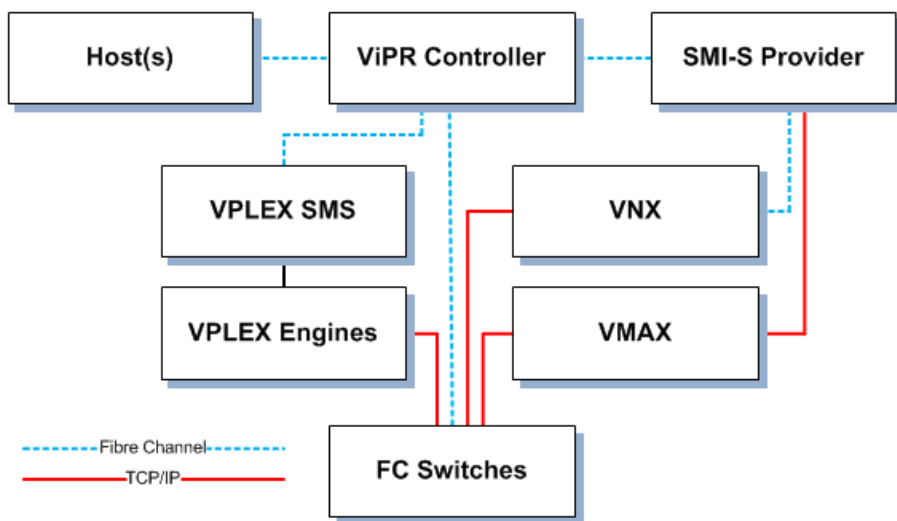 Host(s)
ViPR Controller
SMI-S Provider
VPLEX SMS
VNX
VPLEX Engines
VMAX
Fibre Channel
TCP/IP
FC Switches